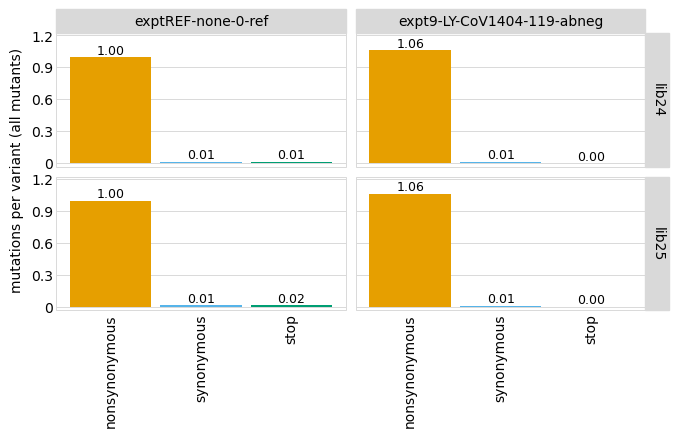 exptREF-none-0-ref
expt9-LY-CoV1404-119-abneg
mutations per variant (all mutants)
1.2
0.9
0.6
0.3
0
1.00
0.01
0.01
1.06
0.01
0.00
lib24
1.2
0.9
0.6
0.3
0
1.00
0.01
0.02
1.06
0.01
0.00
lib25
nonsynonymous
synonymous
stop
nonsynonymous
synonymous
stop